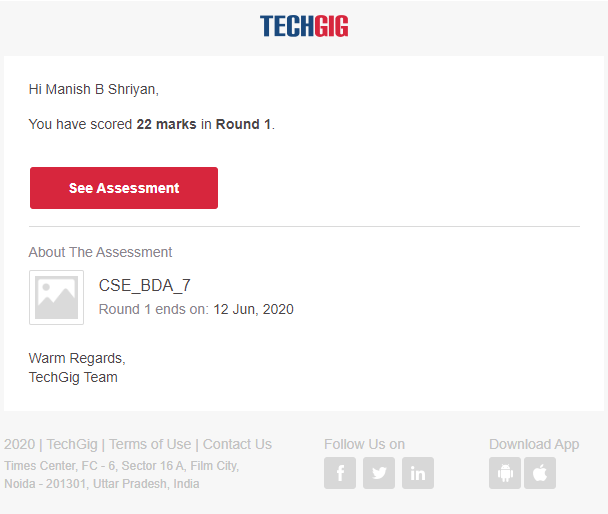 TECHGIG
Hi Manish B Shriyan,
You have scored 22 marks in Round 1.
See Assessment
About The Assessment
CSE_BDA_7
Round 1 ends on: 12 Jun, 2020
Warm Regards,
TechGig Team
2020 | TechGig | Terms of Use | Contact Us
Times Center, FC - 6, Sector 16 A, Film City,
Noida - 201301, Uttar Pradesh, India
Follow Us on
Download App